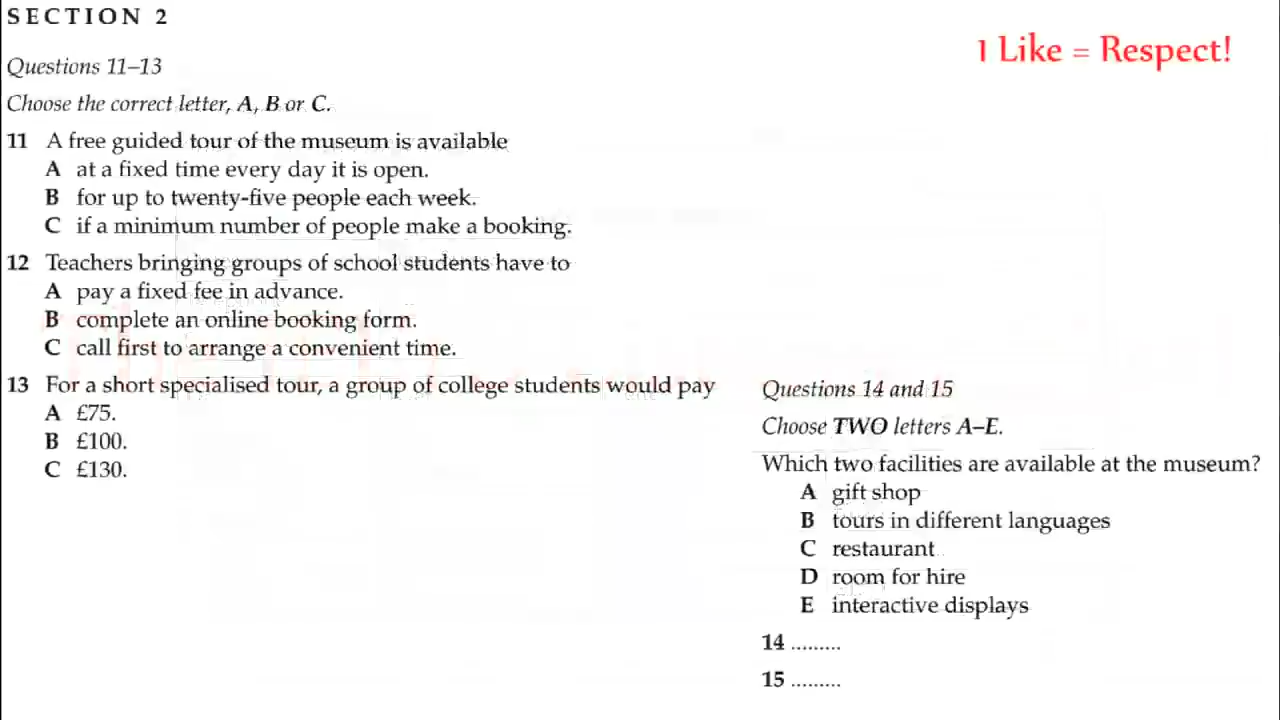 SECTION 2
1 Like = Respect!
Questions 11–13
Choose the correct letter, A, B or C.
11 A free guided tour of the museum is available
A at a fixed time every day it is open.
B for up to twenty-five people each week.
C if a minimum number of people make a booking.
12 Teachers bringing groups of school students have to
A pay a fixed fee in advance.
B complete an online booking form.
C call first to arrange a convenient time.
13 For a short specialised tour, a group of college students would pay
A £75.
B £100.
C £130.
Questions 14 and 15
Choose TWO letters A–E.
Which two facilities are available at the museum?
A gift shop
B tours in different languages
C restaurant
D room for hire
E interactive displays
14 .........
15 .........